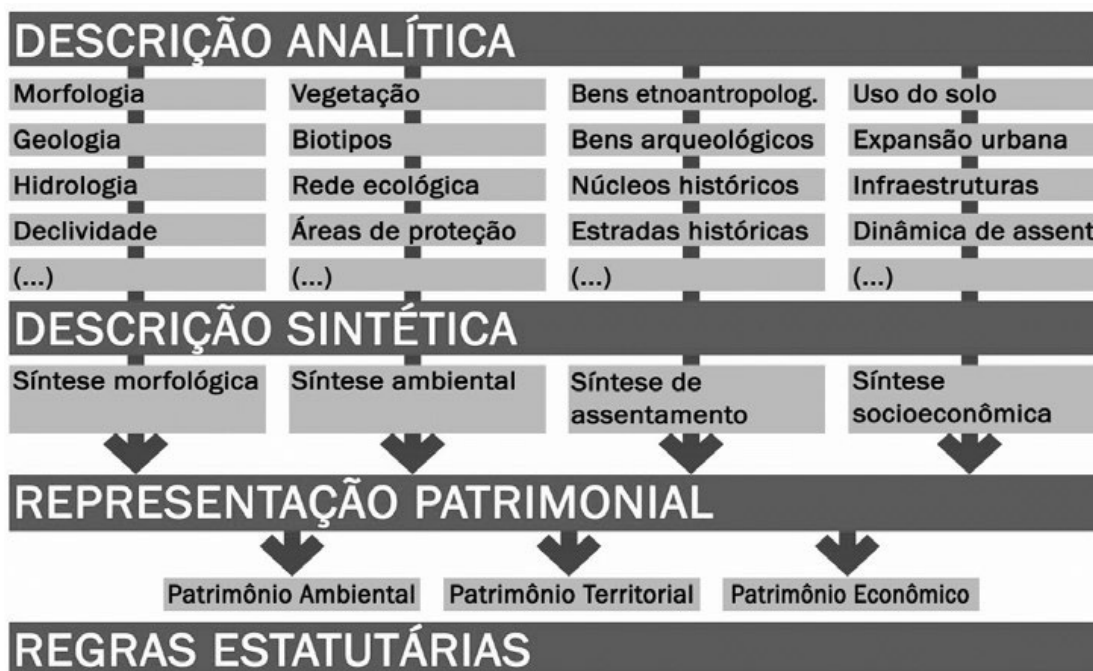 DESCRIÇÃO ANALÍTICA
Morfologia
Vegetação
Bens etnoantropolog.
Uso do solo
Geologia
Biotipos
Bens arqueológicos
Expansão urbana
Hidrologia
Rede ecológica
Núcleos históricos
Infraestruturas
Declividade
Áreas de proteção
Estradas históricas
Dinâmica de assent
(...)
(...)
(...)
(...)
DESCRIÇÃO SINTÉTICA
Síntese morfológica
Síntese ambiental
Síntese de
assentamento
Síntese
socioeconômica
REPRESENTAÇÃO PATRIMONIAL
Patrimônio Ambiental
Patrimônio Territorial
Patrimônio Econômico
REGRAS ESTATUTÁRIAS